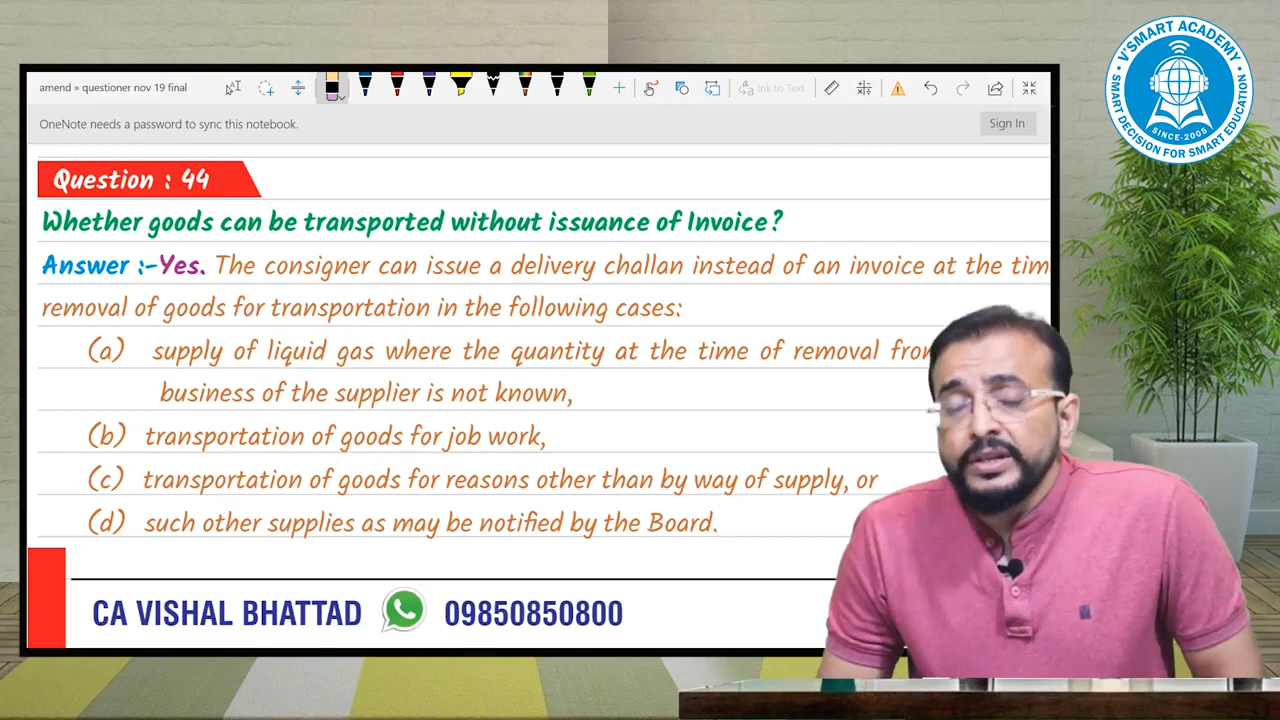 amend » questioner nov 19 final
Ink to Text
OneNote needs a password to sync this notebook.
Sign In
Question : 44
Whether goods can be transported without issuance of Invoice?
Answer :-Yes. The consigner can issue a delivery challan instead of an invoice at the tim
removal of goods for transportation in the following cases:
(a) supply of liquid gas where the quantity at the time of removal fro
business of the supplier is not known,
(b) transportation of goods for job work,
(c) transportation of goods for reasons other than by way of supply, or
(d) such other supplies as may be notified by the Board.
CA VISHAL BHATTAD 09850850800
V'SMART ACADEMY
SINCE-2005
SMART DECISION FOR SMART EDUCATION